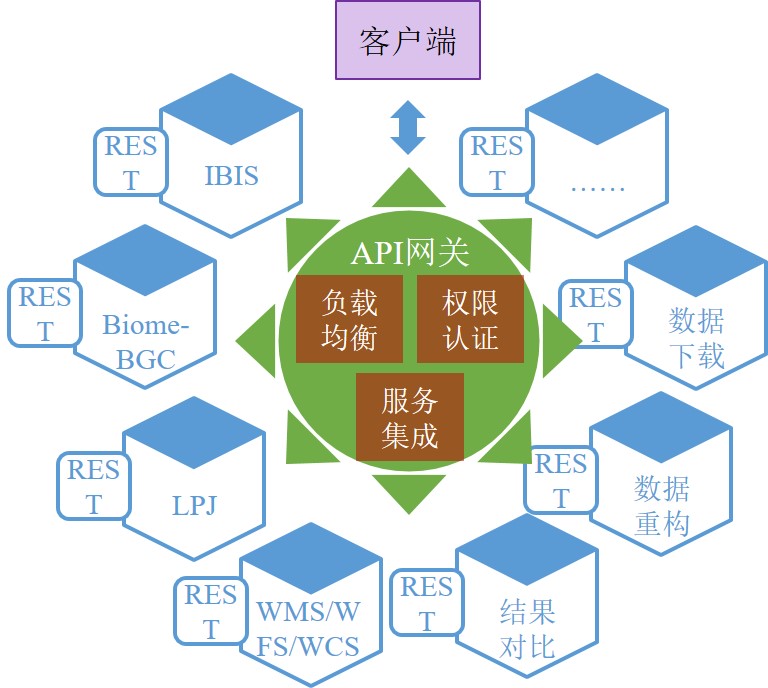 客户端
RES
T
IBIS
RES
T
……
API网关
负载
均衡
权限
认证
服务
集成
RES
T
Biome-
BGC
RES
T
数据
下载
RES
T
LPJ
RES
T
数据
重构
RES
T
WMS/W
FS/WCS
RES
T
结果
对比